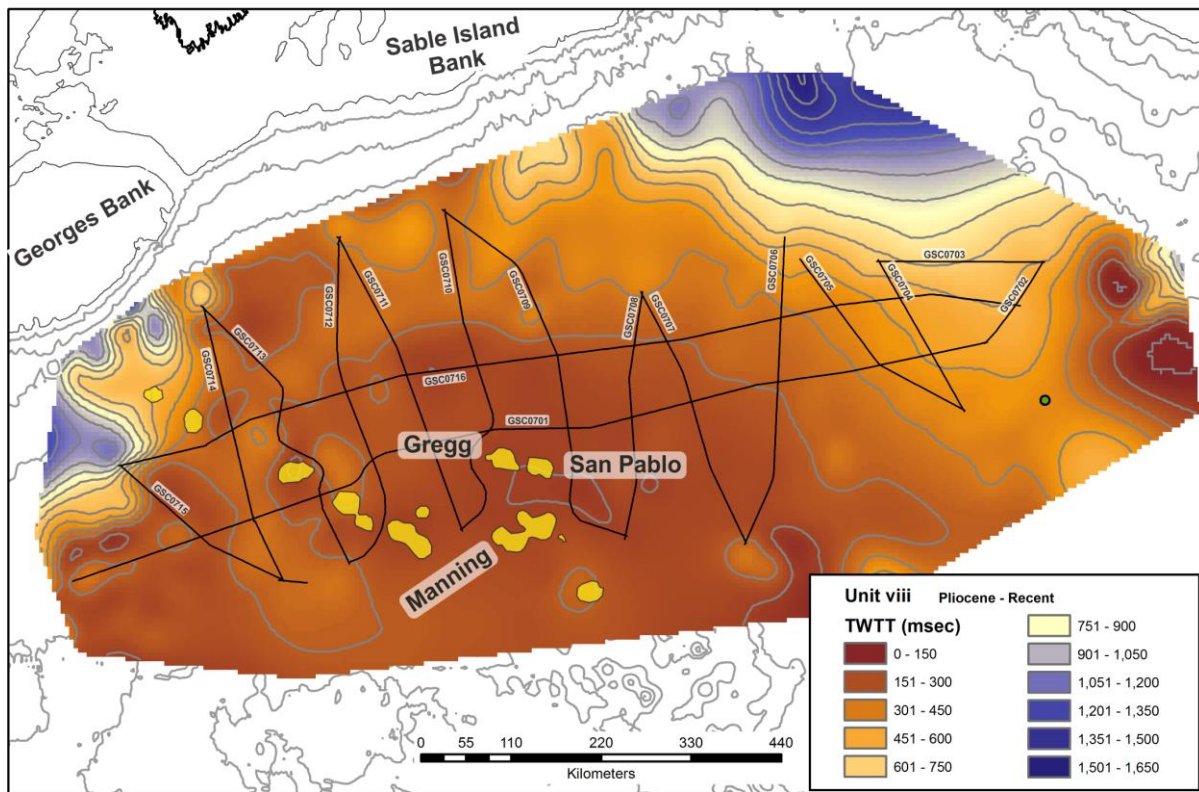 Sable Island
Bank
Georges Bank
GSC0703
GSC0706
GSC0705
GSC0704
GSC0702
GSC0710
GSC0709
GSC0711
GSC0712
GSC0708
GSC0707
GSC0713
GSC0714
GSC0716
GSC0701
Gregg
San Pablo
GSC0715
Manning
Unit viii Pliocene - Recent
TWTT (msec)
0 - 150
151 - 300
301 - 450
451 - 600
601 - 750
751 - 900
901 - 1,050
1,051 - 1,200
1,201 - 1,350
1,351 - 1,500
1,501 - 1,650
0 55 110 220 330 440
Kilometers